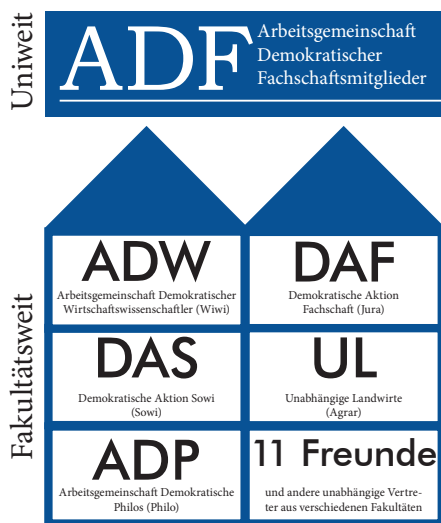 Uniweit
ADF
Arbeitsgemeinschaft
Demokratischer
Fachschaftsmitglieder
Fakultätsweit
ADW
Arbeitsgemeinschaft Demokratischer
Wirtschaftswissenschaftler (Wiwi)
DAF
Demokratische Aktion
Fachschaft (Jura)
DAS
Demokratische Aktion Sowi
(Sowi)
UL
Unabhängige Landwirte
(Agrar)
ADP
Arbeitsgemeinschaft Demokratische
Philos (Philo)
11 Freunde
und andere unabhängige Vertre-
ter aus verschiedenen Fakultäten